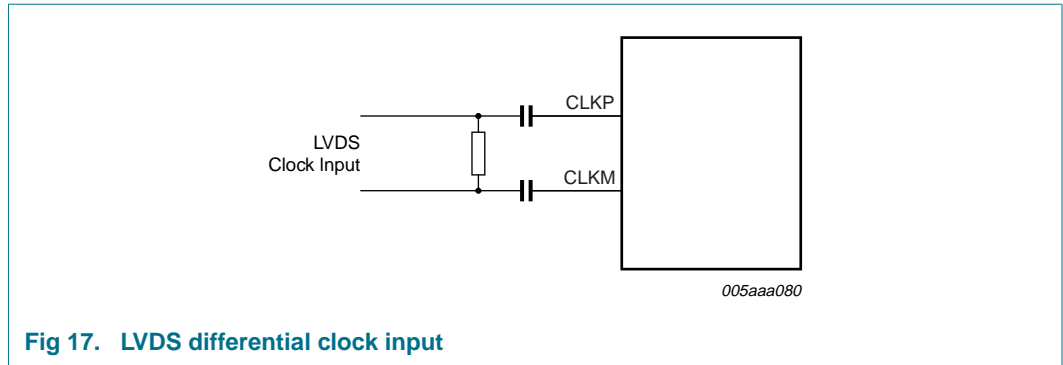 CLKP
LVDS
Clock Input
CLKM
005aaa080
Fig 17. LVDS differential clock input